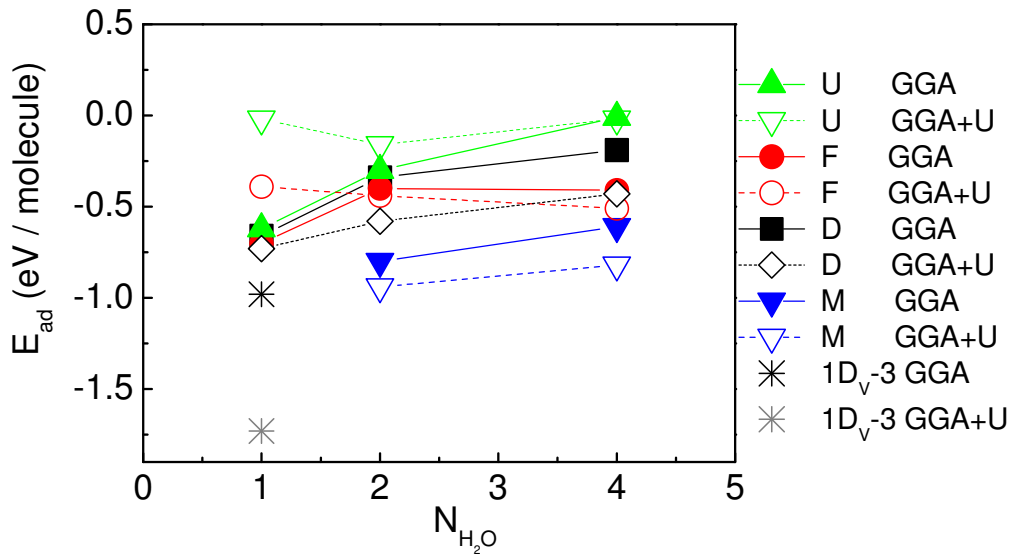 0.5
0.0
-0.5
-1.0
-1.5
E_ad (eV / molecule)
0 1 2 3 4 5
N_H₂O
U GGA
U GGA+U
F GGA
F GGA+U
D GGA
D GGA+U
M GGA
M GGA+U
1D_V-3 GGA
1D_V-3 GGA+U